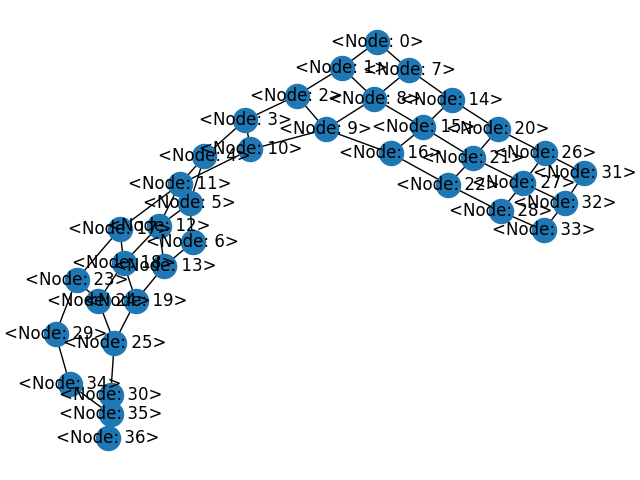 <Node: 0>
<Node: 1>
<Node: 7>
<Node: 2>
<Node: 8>
<Node: 14>
<Node: 3>
<Node: 9>
<Node: 15>
<Node: 20>
<Node: 4>
<Node: 10>
<Node: 16>
<Node: 21>
<Node: 26>
<Node: 31>
<Node: 11>
<Node: 22>
<Node: 27>
<Node: 5>
<Node: 32>
<Node: 28>
<Node: 17>
<Node: 12>
<Node: 33>
<Node: 6>
<Node: 18>
<Node: 13>
<Node: 23>
<Node: 24>
<Node: 19>
<Node: 29>
<Node: 25>
<Node: 34>
<Node: 30>
<Node: 35>
<Node: 36>